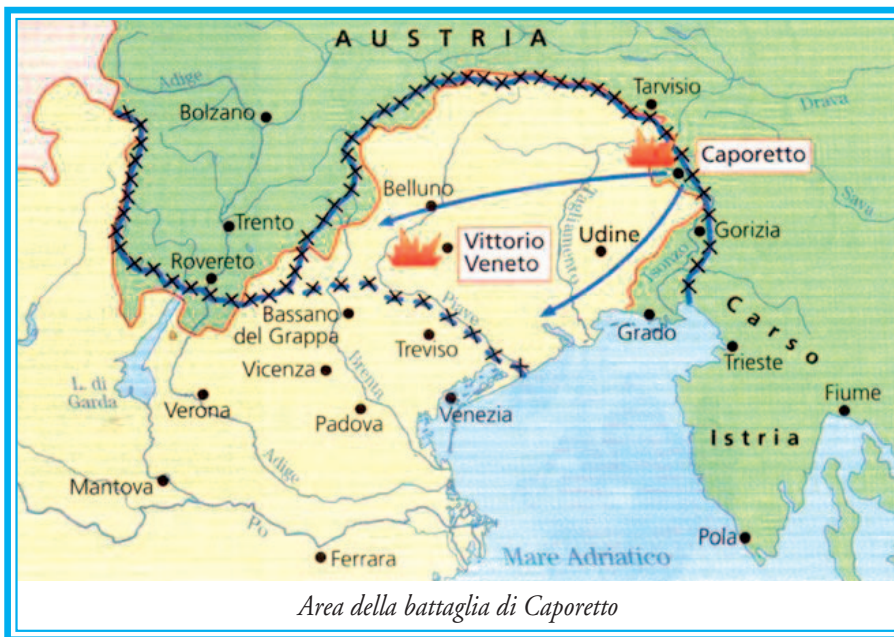 AUSTRIA
Adige
Bolzano
Tarvisio
Drava
Caporetto
Sava
Belluno
Tagliamento
Trento
Vittorio
Veneto
Udine
Gorizia
Isonzo
Rovereto
Bassano
del Grappa
Piave
Treviso
Grado
Carso
Trieste
L. di
Garda
Vicenza
Brenta
Verona
Padova
Venezia
Fiume
Istria
Adige
Mantova
Po
Ferrara
Mare Adriatico
Pola
Area della battaglia di Caporetto